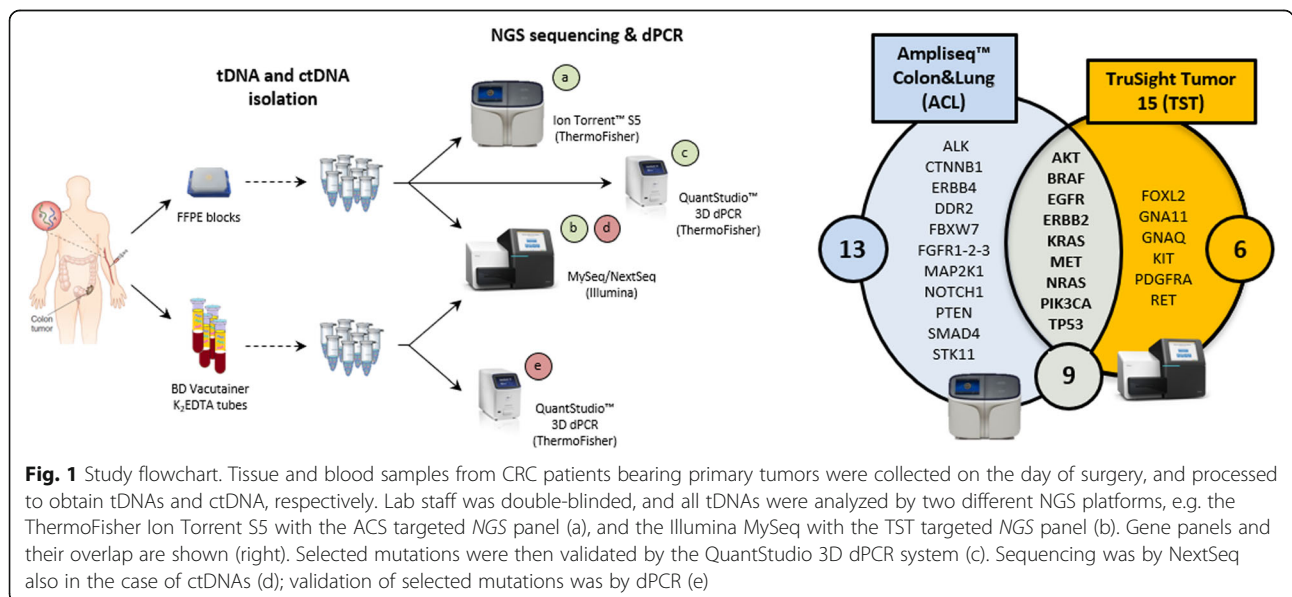 NGS sequencing & dPCR
tDNA and ctDNA
isolation
a
Ion Torrent™ S5
(ThermoFisher)
c
QuantStudio™
3D dPCR
(ThermoFisher)
FFPE blocks
b
d
MySeq/NextSeq
(Illumina)
Colon
tumor
BD Vacutainer
K₂EDTA tubes
e
QuantStudio™
3D dPCR
(ThermoFisher)
Ampliseq™
Colon&Lung
(ACL)
TruSight Tumor
15 (TST)
ALK
CTNNB1
ERBB4
DDR2
FBXW7
FGFR1-2-3
MAP2K1
NOTCH1
PTEN
SMAD4
STK11
AKT
BRAF
EGFR
ERBB2
KRAS
MET
NRAS
PIK3CA
TP53
FOXL2
GNA11
GNAQ
KIT
PDGFRA
RET
13
6
9
Fig. 1 Study flowchart. Tissue and blood samples from CRC patients bearing primary tumors were collected on the day of surgery, and processed
to obtain tDNAs and ctDNA, respectively. Lab staff was double-blinded, and all tDNAs were analyzed by two different NGS platforms, e.g. the
ThermoFisher Ion Torrent S5 with the ACS targeted NGS panel (a), and the Illumina MySeq with the TST targeted NGS panel (b). Gene panels and
their overlap are shown (right). Selected mutations were then validated by the QuantStudio 3D dPCR system (c). Sequencing was by NextSeq
also in the case of ctDNAs (d); validation of selected mutations was by dPCR (e)